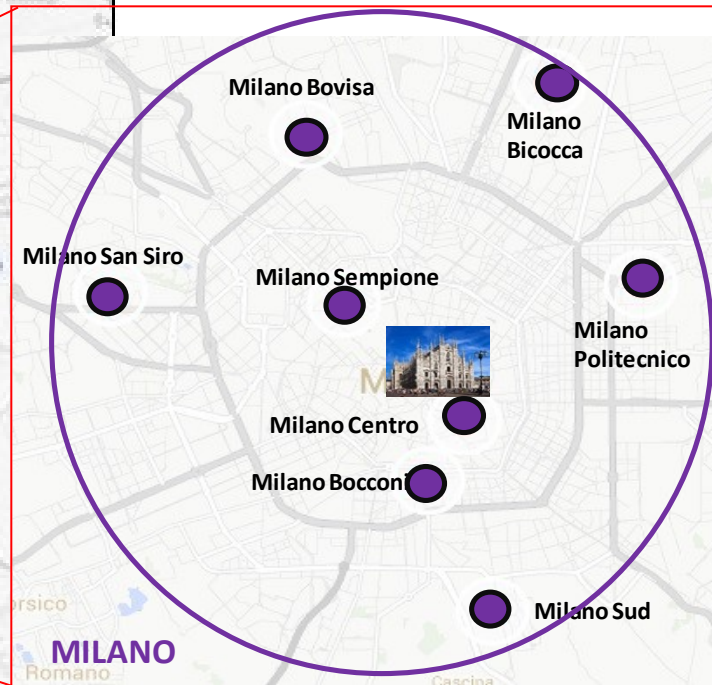 Milano Bovisa
Milano
Bicocca
Milano San Siro
Milano Sempione
Milano
Politecnico
M
Milano Centro
Milano Bocconi
Milano Sud
orsico
MILANO
Romano
Cascina